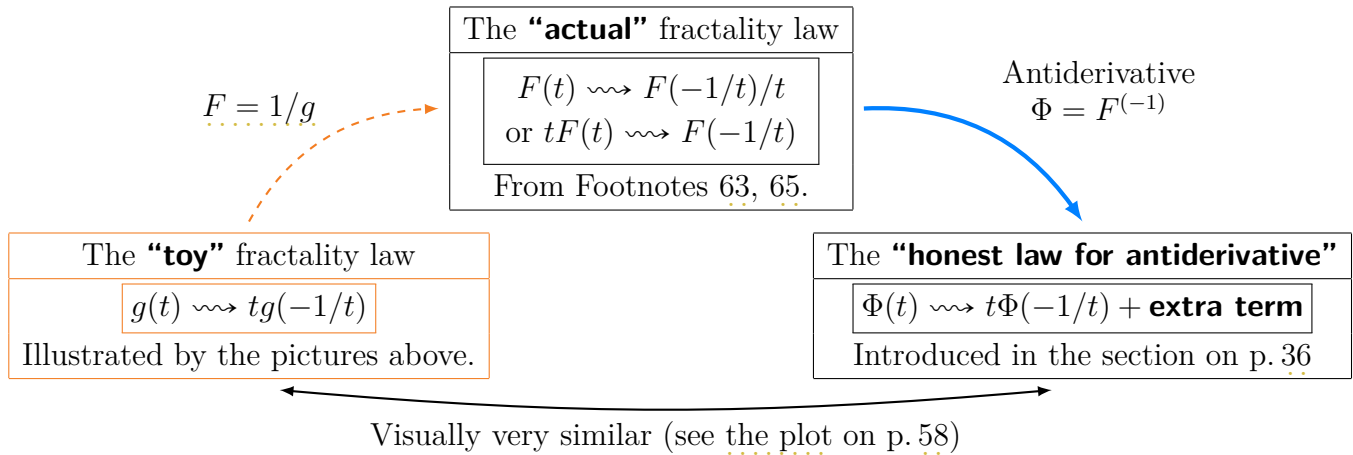 The “actual” fractality law
F(t) ⇝ F(−1/t)/t
or tF(t) ⇝ F(−1/t)
From Footnotes 63, 65.
F = 1/g
Antiderivative
Φ = F^(−1)
The “toy” fractality law
g(t) ⇝ tg(−1/t)
Illustrated by the pictures above.
The “honest law for antiderivative”
Φ(t) ⇝ tΦ(−1/t) + extra term
Introduced in the section on p. 36
Visually very similar (see the plot on p. 58)